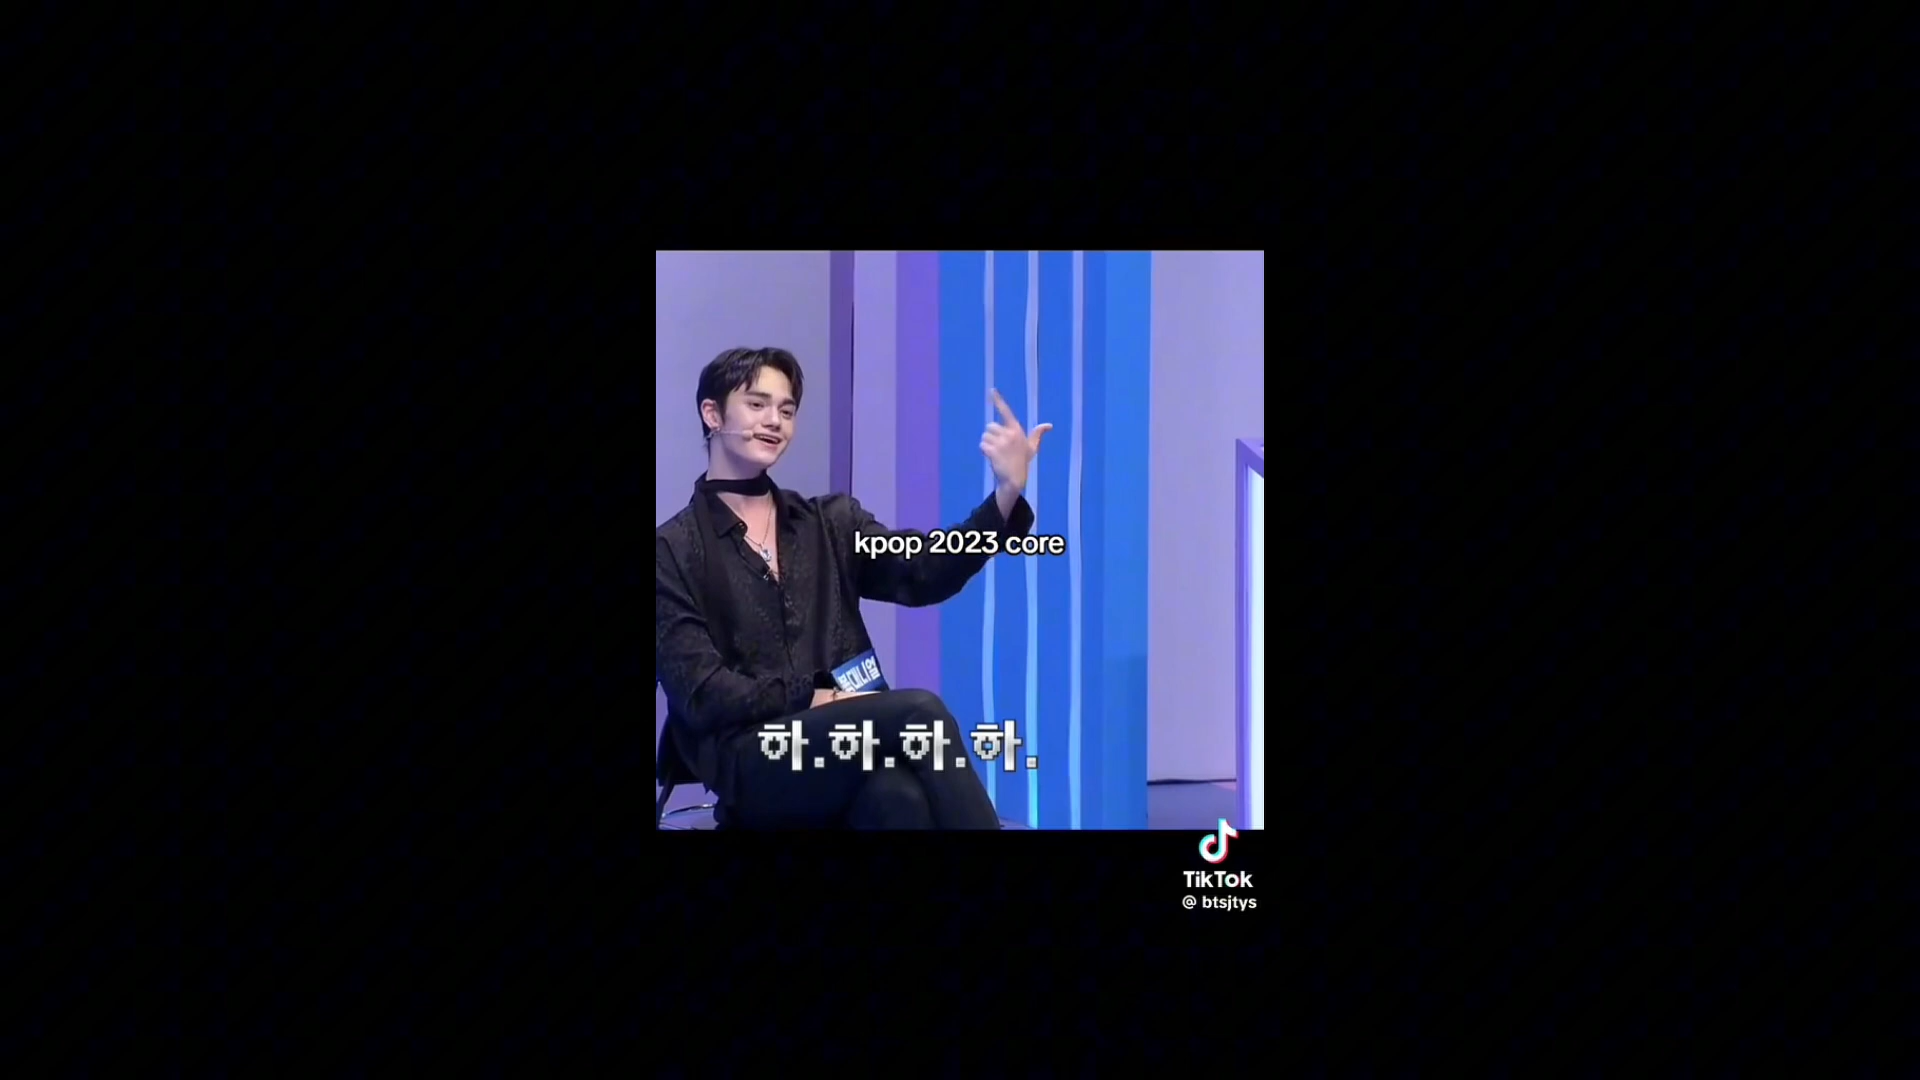 kpop 2023 core
하.하.하.하.
TikTok
@ btsjtys